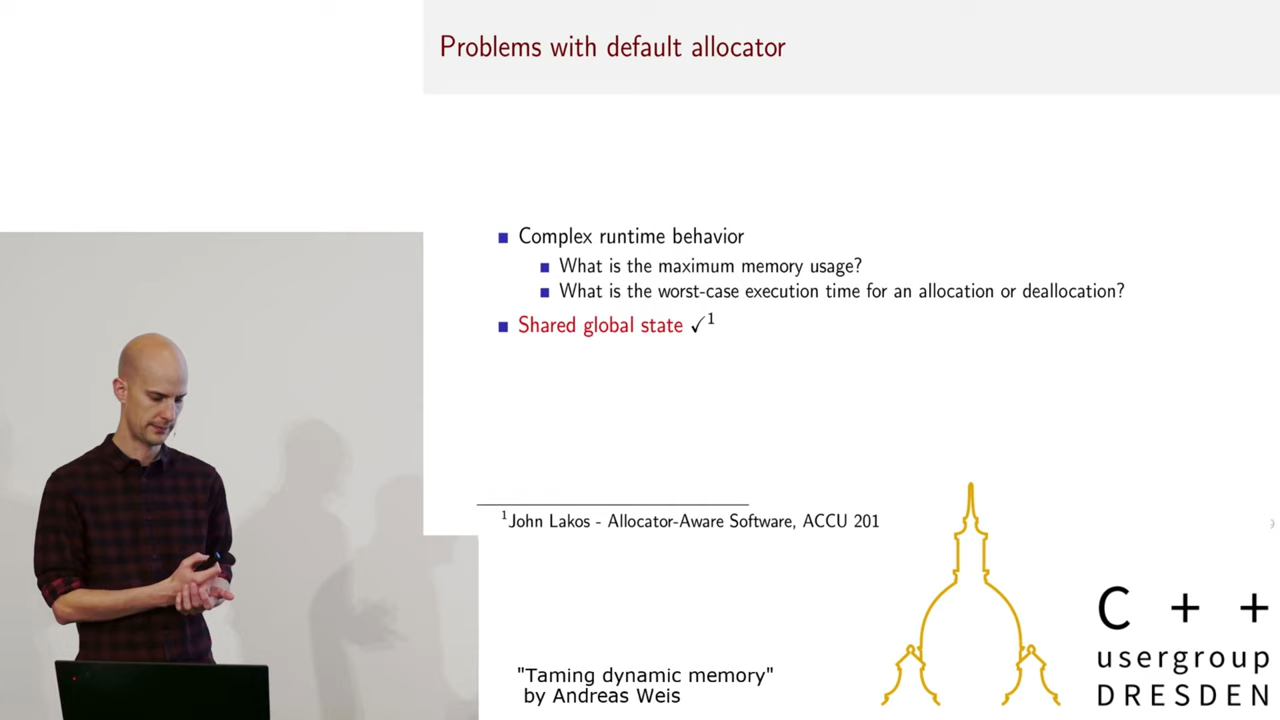 Problems with default allocator
Complex runtime behavior
What is the maximum memory usage?
What is the worst-case execution time for an allocation or deallocation?
Shared global state ✓1
1John Lakos - Allocator-Aware Software, ACCU 201
9
"Taming dynamic memory"
by Andreas Weis
C + +
usergroup
DRESDEN